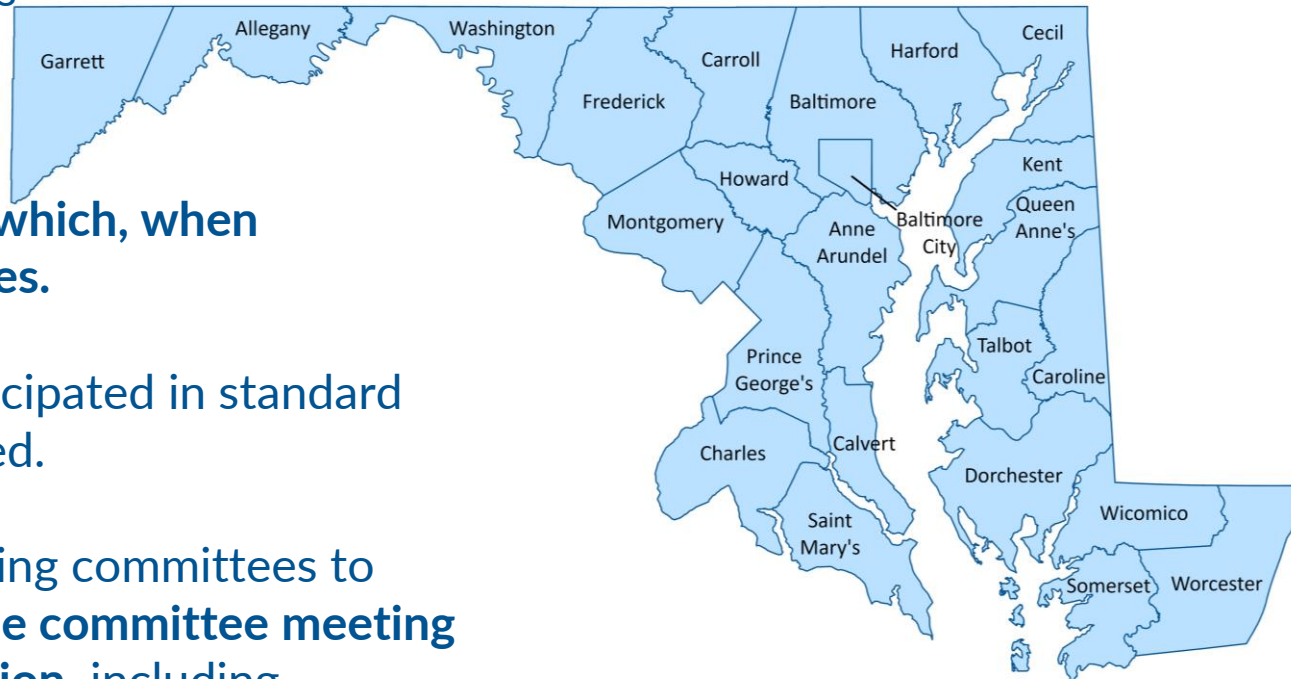 g
which, when
es.
cipated in standard
ed.
ing committees to
e committee meeting
including
Garrett
Allegany
Washington
Frederick
Carroll
Baltimore
Harford
Cecil
Howard
Montgomery
Kent
Queen
Anne's
Baltimore
City
Anne
Arundel
Prince
George's
Talbot
Caroline
Charles
Calvert
Saint
Mary's
Dorchester
Wicomico
Somerset
Worcester